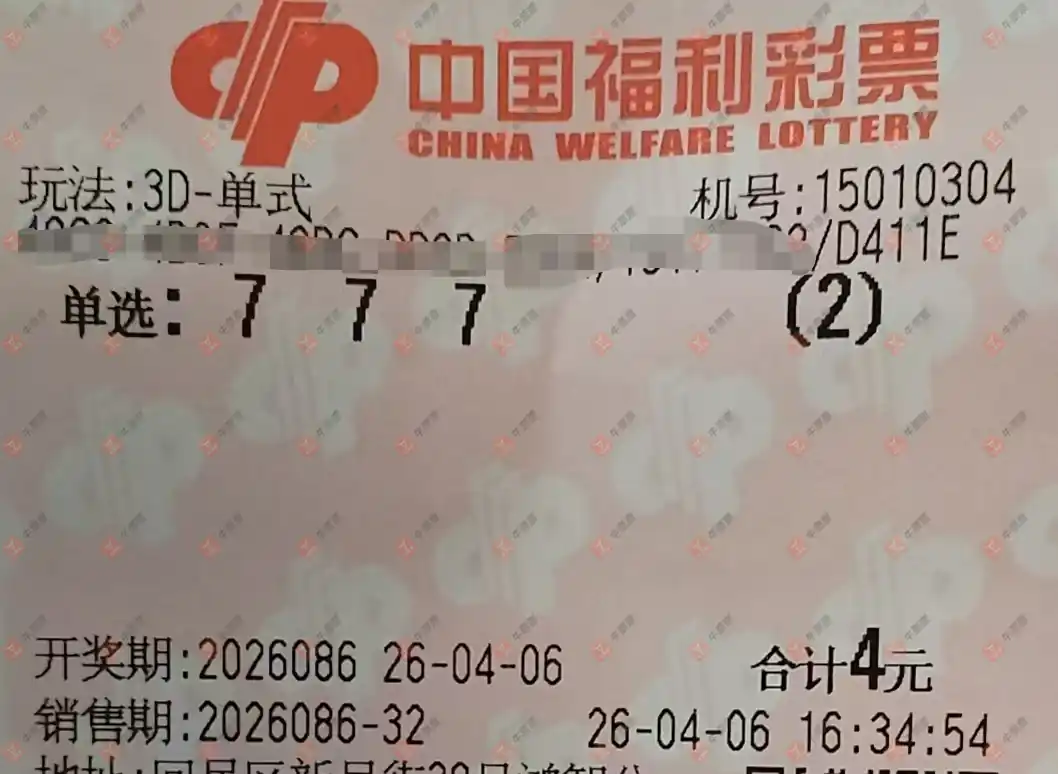 中国福利彩票
CHINA WELFARE LOTTERY
玩法:3D-单式 机号:15010304
/D411E
单选: 7 7 7 (2)
开奖期:2026086 26-04-06 合计4元
销售期:2026086-32 26-04-06 16:34:54